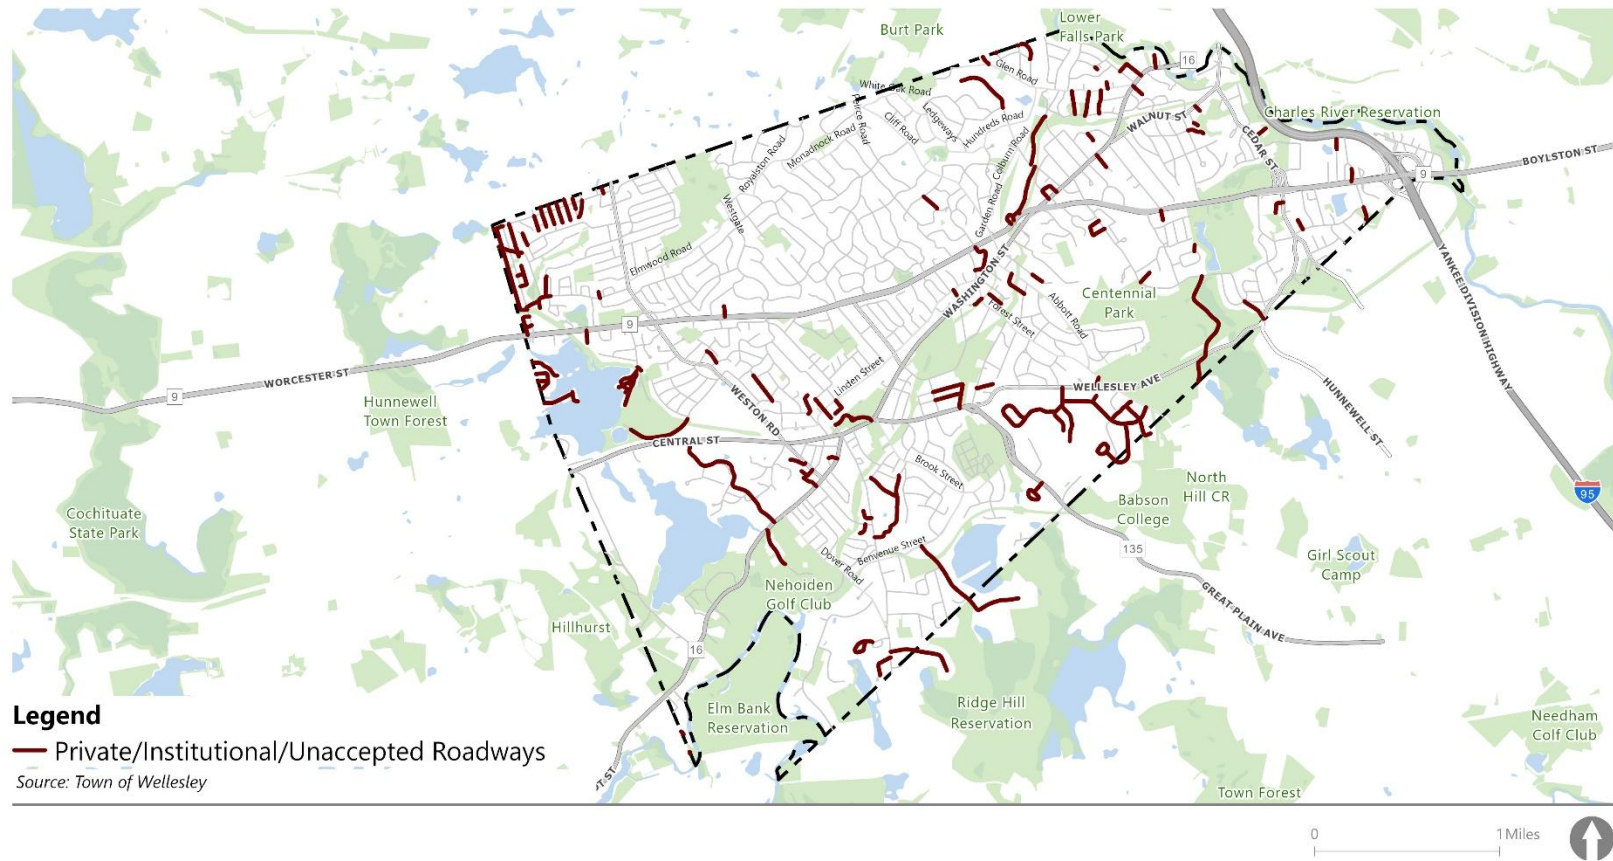 Burt Park
Lower
Falls Park
16
Glen Road
White Oak Road
Charles River Reservation
Ledgeways
Cliff Road
Hundreds Road
WALNUT ST
Monadnock Road
Royalston Road
Colburn Road
CEDAR ST
BOYLSTON ST
9
Westgate
Garden Road
Elmwood Road
WASHINGTON ST
YANKEE DIVISION HIGHWAY
Centennial
Park
Abbott Road
Forest Street
9
WORCESTER ST
9
Linden Street
WELLESLEY AVE
HUNNEWELL ST
Hunnewell
Town Forest
WESTON RD
CENTRAL ST
Brook Street
North
Hill CR
95
Babson
College
Cochituate
State Park
135
Girl Scout
Camp
Benvenue Street
Dover Road
Nehoiden
Golf Club
GREAT PLAIN AVE
Hillhurst
16
Elm Bank
Reservation
Ridge Hill
Reservation
Needham
Golf Club
Town Forest
Legend
Private/Institutional/Unaccepted Roadways
Source: Town of Wellesley
0 1 Miles